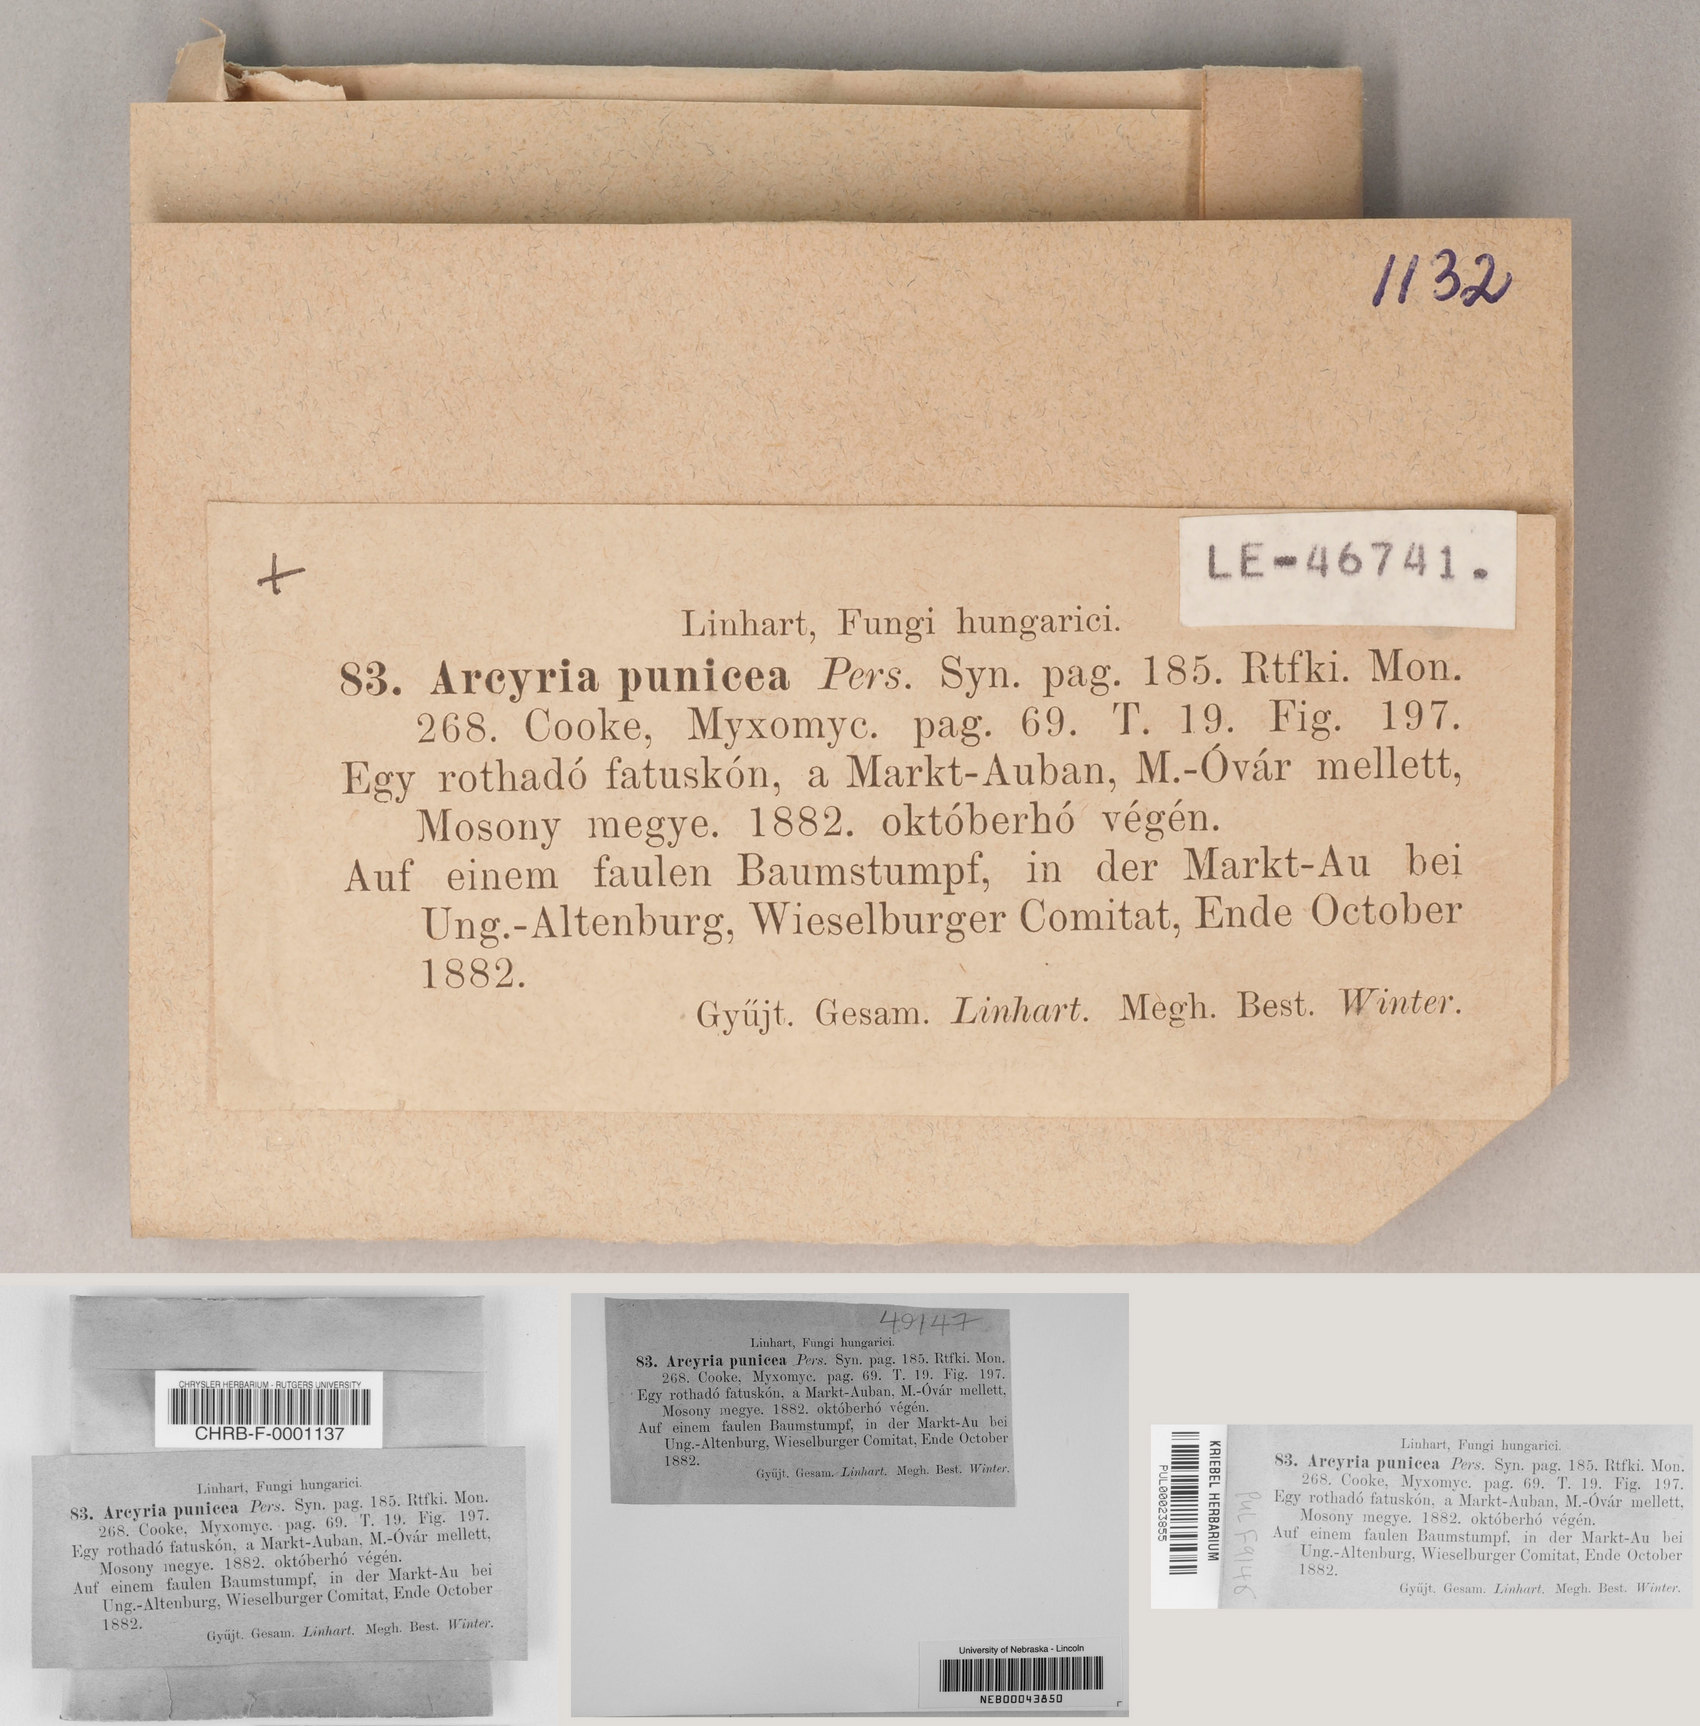 1132
LE-46741.
+
Linhart, Fungi hungarici.
83. Arcyria punicea Pers. Syn. pag. 185. Rtfki. Mon.
268. Cooke, Myxomyc. pag. 69. T. 19. Fig. 197.
Egy rothadó fatuskón, a Markt-Auban, M.-Óvár mellett,
Mosony megye. 1882. októberhó végén.
Auf einem faulen Baumstumpf, in der Markt-Au bei
Ung.-Altenburg, Wieselburger Comitat, Ende October
1882.
Gyűjt. Gesam. Linhart. Megh. Best. Winter.
CHRYSLER HERBARIUM - RUTGERS UNIVERSITY
CHRB-F-0001137
Linhart, Fungi hungarici.
83. Arcyria punicea Pers. Syn. pag. 185. Rtfki. Mon.
268. Cooke, Myxomyc. pag. 69. T. 19. Fig. 197.
Egy rothadó fatuskón, a Markt-Auban, M.-Óvár mellett,
Mosony megye. 1882. októberhó végén.
Auf einem faulen Baumstumpf, in der Markt-Au bei
Ung.-Altenburg, Wieselburger Comitat, Ende October
1882.
Gyűjt. Gesam. Linhart. Megh. Best. Winter.
49147
Linhart, Fungi hungarici.
83. Arcyria punicea Pers. Syn. pag. 185. Rtfki. Mon.
268. Cooke, Myxomyc. pag. 69. T. 19. Fig. 197.
Egy rothadó fatuskón, a Markt-Auban, M.-Óvár mellett,
Mosony megye. 1882. októberhó végén.
Auf einem faulen Baumstumpf, in der Markt-Au bei
Ung.-Altenburg, Wieselburger Comitat, Ende October
1882.
Gyűjt. Gesam. Linhart. Megh. Best. Winter.
University of Nebraska - Lincoln
NEB00043850
PUL00023855
KRIEBEL HERBARIUM
PUL F9148
Linhart, Fungi hungarici.
83. Arcyria punicea Pers. Syn. pag. 185. Rtfki. Mon.
268. Cooke, Myxomyc. pag. 69. T. 19. Fig. 197.
Egy rothadó fatuskón, a Markt-Auban, M.-Óvár mellett,
Mosony megye. 1882. októberhó végén.
Auf einem faulen Baumstumpf, in der Markt-Au bei
Ung.-Altenburg, Wieselburger Comitat, Ende October
1882.
Gyűjt. Gesam. Linhart. Megh. Best. Winter.